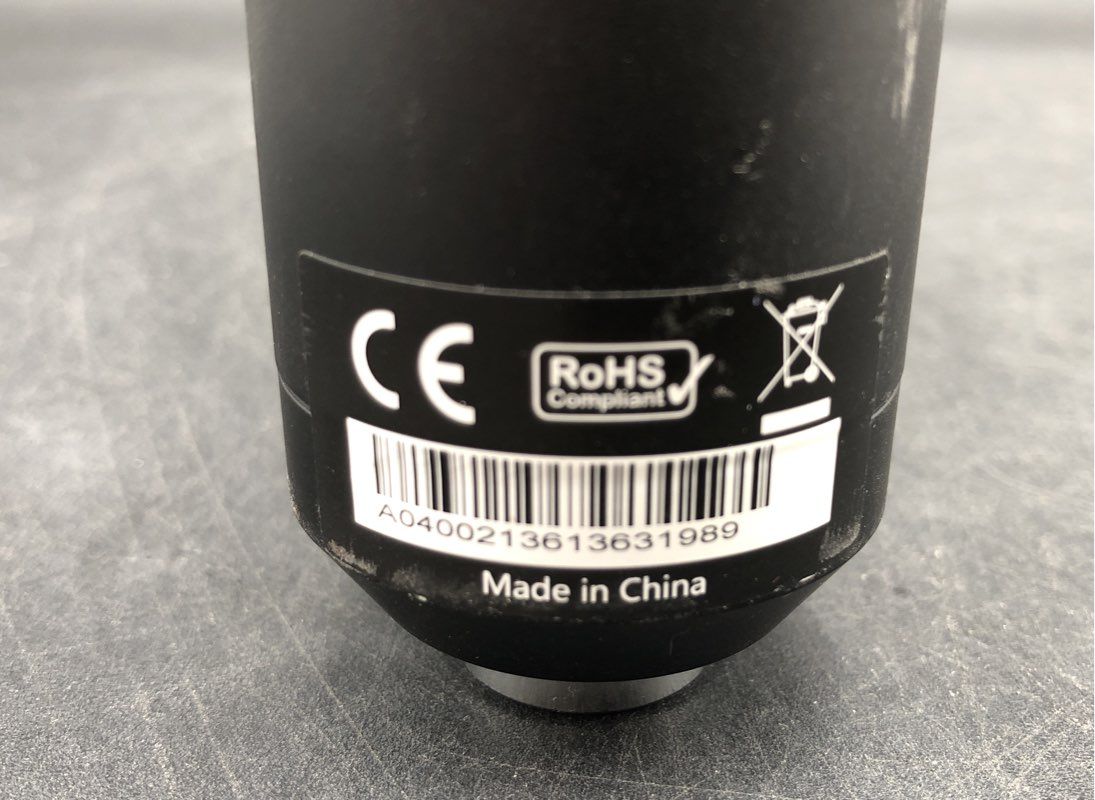 CE
RoHS
Compliant
A0400213613631989
Made in China